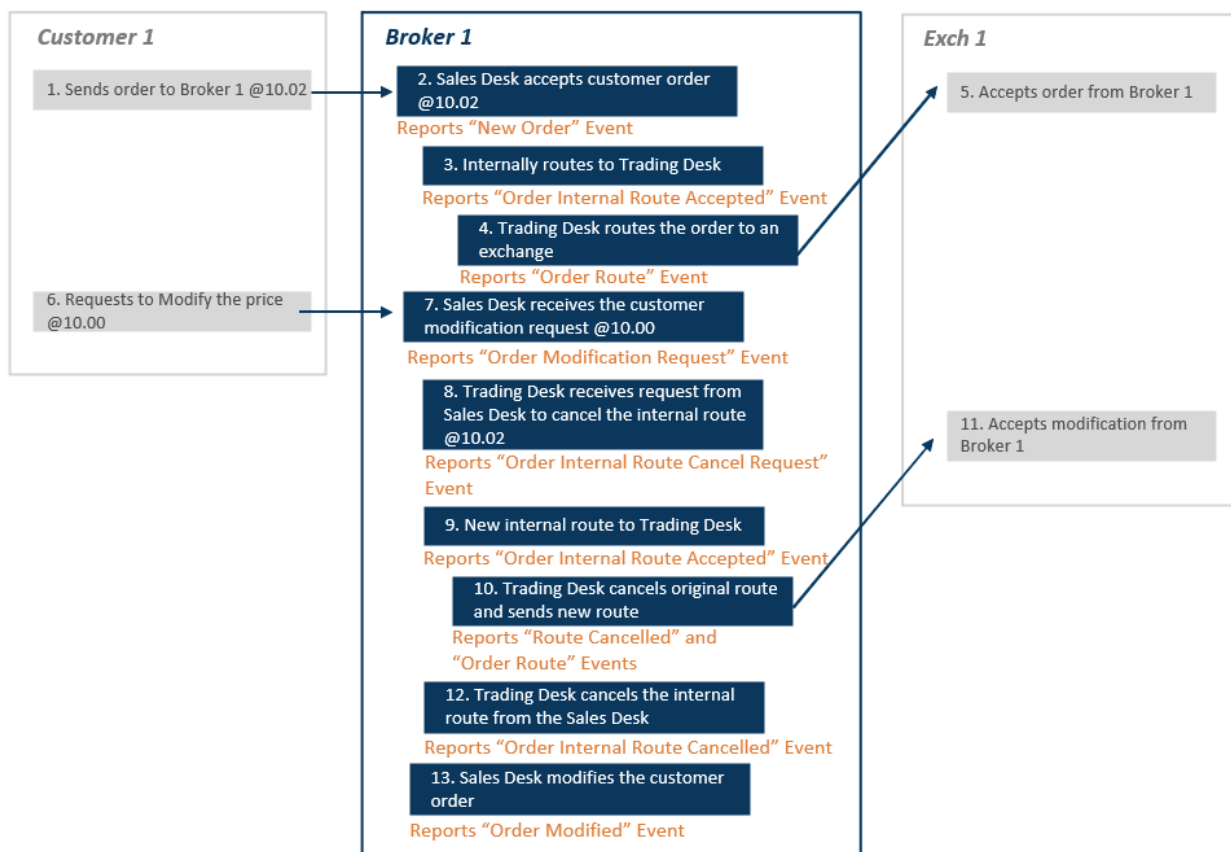 Customer 1
Broker 1
Exch 1
1. Sends order to Broker 1 @10.02
2. Sales Desk accepts customer order
@10.02
5. Accepts order from Broker 1
Reports “New Order” Event
3. Internally routes to Trading Desk
Reports “Order Internal Route Accepted” Event
4. Trading Desk routes the order to an
exchange
Reports “Order Route” Event
6. Requests to Modify the price
@10.00
7. Sales Desk receives the customer
modification request @10.00
Reports “Order Modification Request” Event
8. Trading Desk receives request from
Sales Desk to cancel the internal route
@10.02
11. Accepts modification from
Broker 1
Reports “Order Internal Route Cancel Request”
Event
9. New internal route to Trading Desk
Reports “Order Internal Route Accepted” Event
10. Trading Desk cancels original route
and sends new route
Reports “Route Cancelled” and
“Order Route” Events
12. Trading Desk cancels the internal
route from the Sales Desk
Reports “Order Internal Route Cancelled” Event
13. Sales Desk modifies the customer
order
Reports “Order Modified” Event